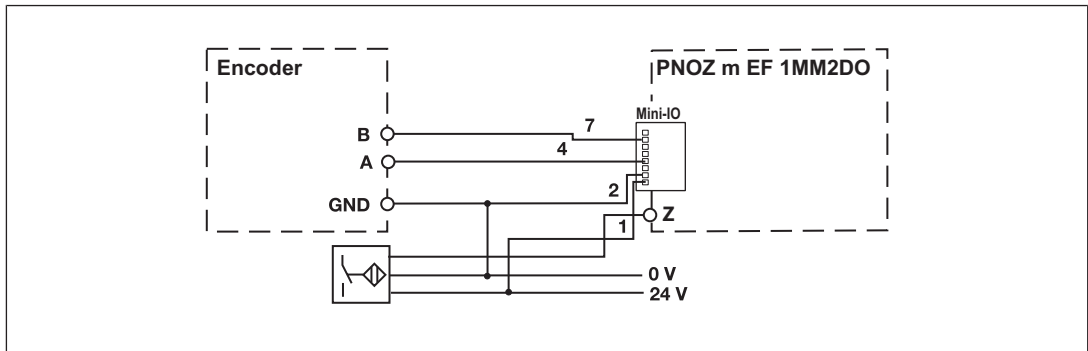 Encoder
PNOZ m EF 1MM2DO
Mini-IO
B
7
A
4
GND
2
1
Z
0 V
24 V